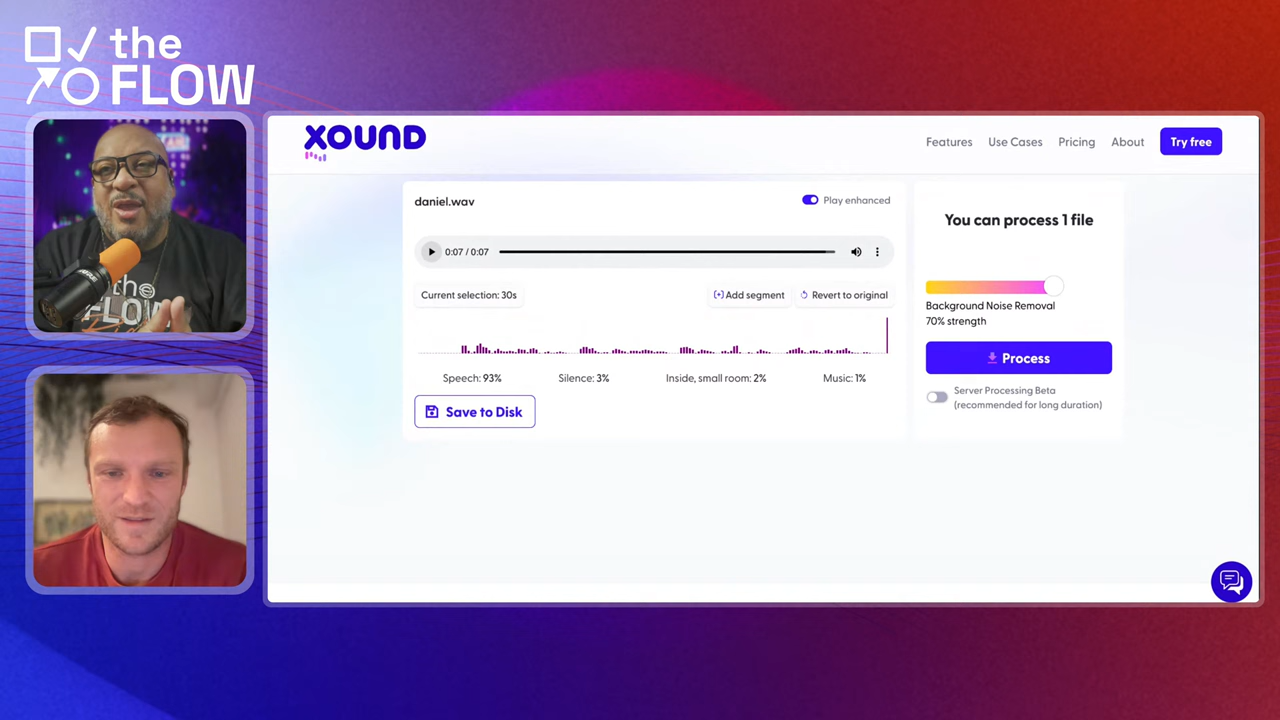 the
FLOW
XOUND
Features
Use Cases
Pricing
About
Try free
daniel.wav
Play enhanced
0:07 / 0:07
Current selection: 30s
Add segment
Revert to original
Speech: 93%
Silence: 3%
Inside, small room: 2%
Music: 1%
Save to Disk
You can process 1 file
Background Noise Removal
70% strength
Process
Server Processing Beta
(recommended for long duration)
the
FLOW